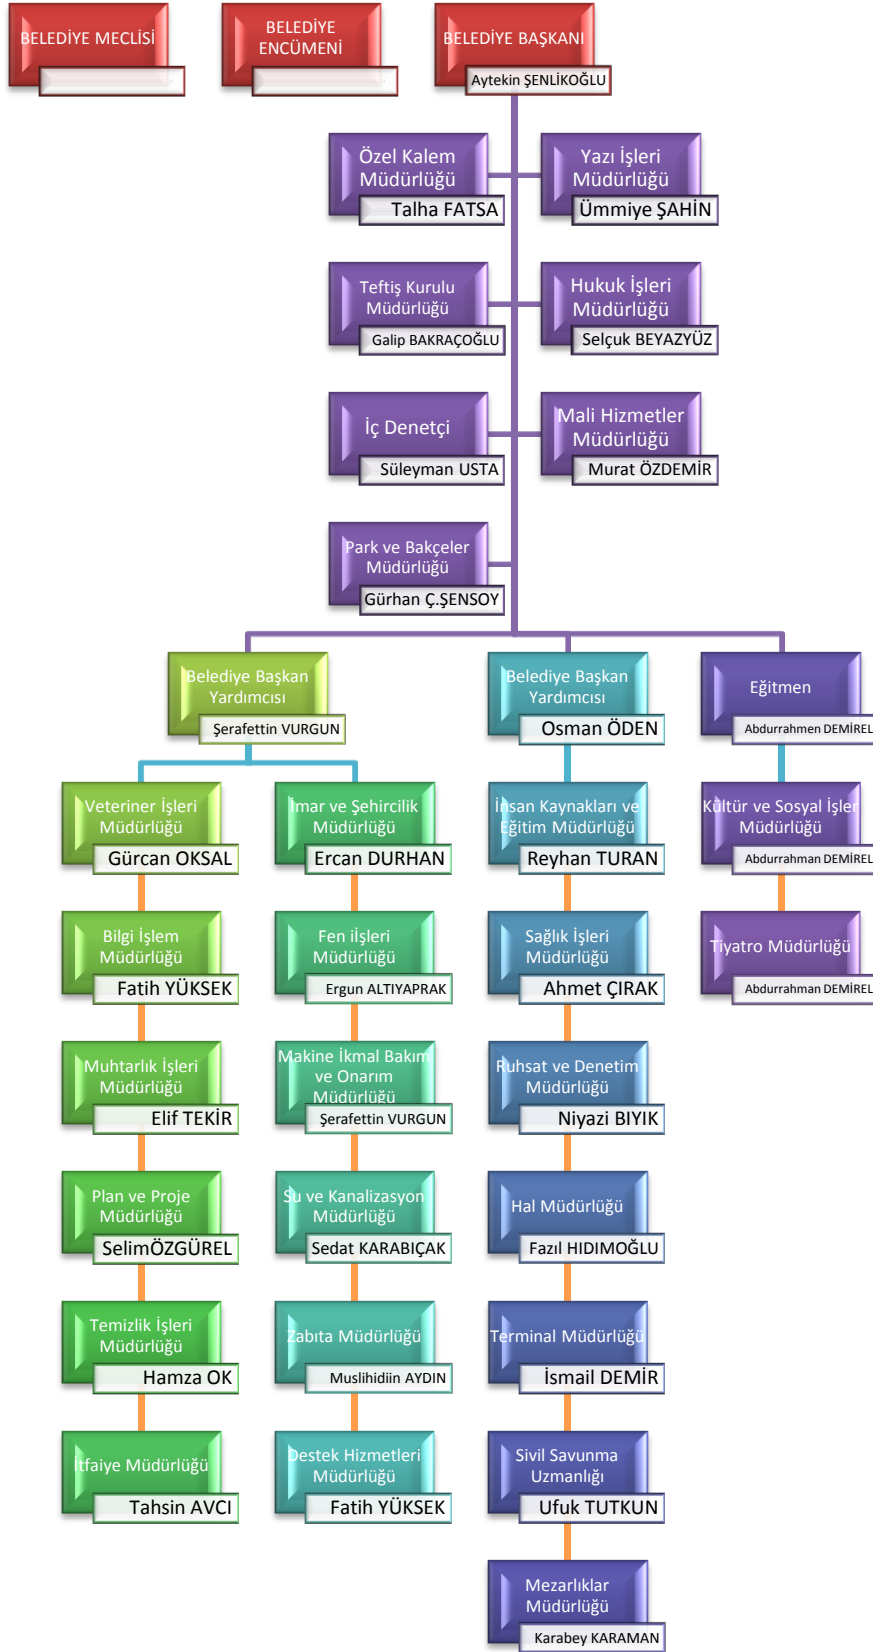 BELEDİYE MECLİSİ
BELEDİYE
ENCÜMENİ
BELEDİYE BAŞKANI
Aytekin ŞENLİKOĞLU
Özel Kalem
Müdürlüğü
Talha FATSA
Yazı İşleri
Müdürlüğü
Ümmiye ŞAHİN
Teftiş Kurulu
Müdürlüğü
Galip BAKRAÇOĞLU
Hukuk İşleri
Müdürlüğü
Selçuk BEYAZYÜZ
İç Denetçi
Süleyman USTA
Mali Hizmetler
Müdürlüğü
Murat ÖZDEMİR
Park ve Bakçeler
Müdürlüğü
Gürhan Ç.ŞENSOY
Belediye Başkan
Yardımcısı
Şerafettin VURGUN
Belediye Başkan
Yardımcısı
Osman ÖDEN
Eğitmen
Abdurrahmen DEMİREL
Veteriner İşleri
Müdürlüğü
Gürcan OKSAL
İmar ve Şehircilik
Müdürlüğü
Ercan DURHAN
İnsan Kaynakları ve
Eğitim Müdürlüğü
Reyhan TURAN
Kültür ve Sosyal İşler
Müdürlüğü
Abdurrahman DEMİREL
Bilgi İşlem
Müdürlüğü
Fatih YÜKSEK
Fen iİşleri
Müdürlüğü
Ergun ALTIYAPRAK
Sağlık İşleri
Müdürlüğü
Ahmet ÇIRAK
Tiyatro Müdürlüğü
Abdurrahman DEMİREL
Muhtarlık İşleri
Müdürlüğü
Elif TEKİR
Makine İkmal Bakım
ve Onarım
Müdürlüğü
Şerafettin VURGUN
Ruhsat ve Denetim
Müdürlüğü
Niyazi BIYIK
Plan ve Proje
Müdürlüğü
SelimÖZGÜREL
Su ve Kanalizasyon
Müdürlüğü
Sedat KARABIÇAK
Hal Müdürlüğü
Fazıl HIDIMOĞLU
Temizlik İşleri
Müdürlüğü
Hamza OK
Zabıta Müdürlüğü
Muslihidiin AYDIN
Terminal Müdürlüğü
İsmail DEMİR
İtfaiye Müdürlüğü
Tahsin AVCI
Destek Hizmetleri
Müdürlüğü
Fatih YÜKSEK
Sivil Savunma
Uzmanlığı
Ufuk TUTKUN
Mezarlıklar
Müdürlüğü
Karabey KARAMAN